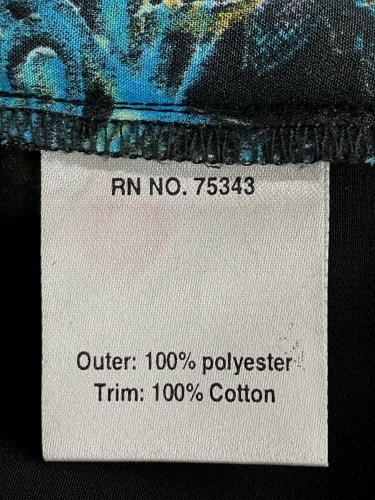 RN NO. 75343
Outer: 100% polyester
Trim: 100% Cotton